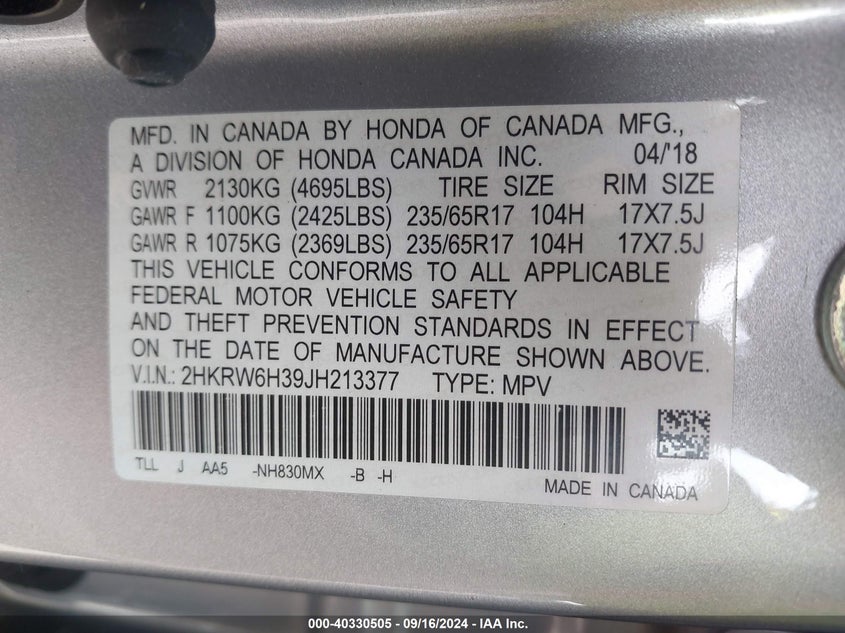 MFD. IN CANADA BY HONDA OF CANADA MFG.,
A DIVISION OF HONDA CANADA INC. 04/'18
GVWR 2130KG (4695LBS) TIRE SIZE RIM SIZE
GAWR F 1100KG (2425LBS) 235/65R17 104H 17X7.5J
GAWR R 1075KG (2369LBS) 235/65R17 104H 17X7.5J
THIS VEHICLE CONFORMS TO ALL APPLICABLE
FEDERAL MOTOR VEHICLE SAFETY
AND THEFT PREVENTION STANDARDS IN EFFECT
ON THE DATE OF MANUFACTURE SHOWN ABOVE.
V.I.N.: 2HKRW6H39JH213377 TYPE: MPV
TLL J AA5 -NH830MX -B -H
MADE IN CANADA
000-40330505 - 09/16/2024 - IAA Inc.